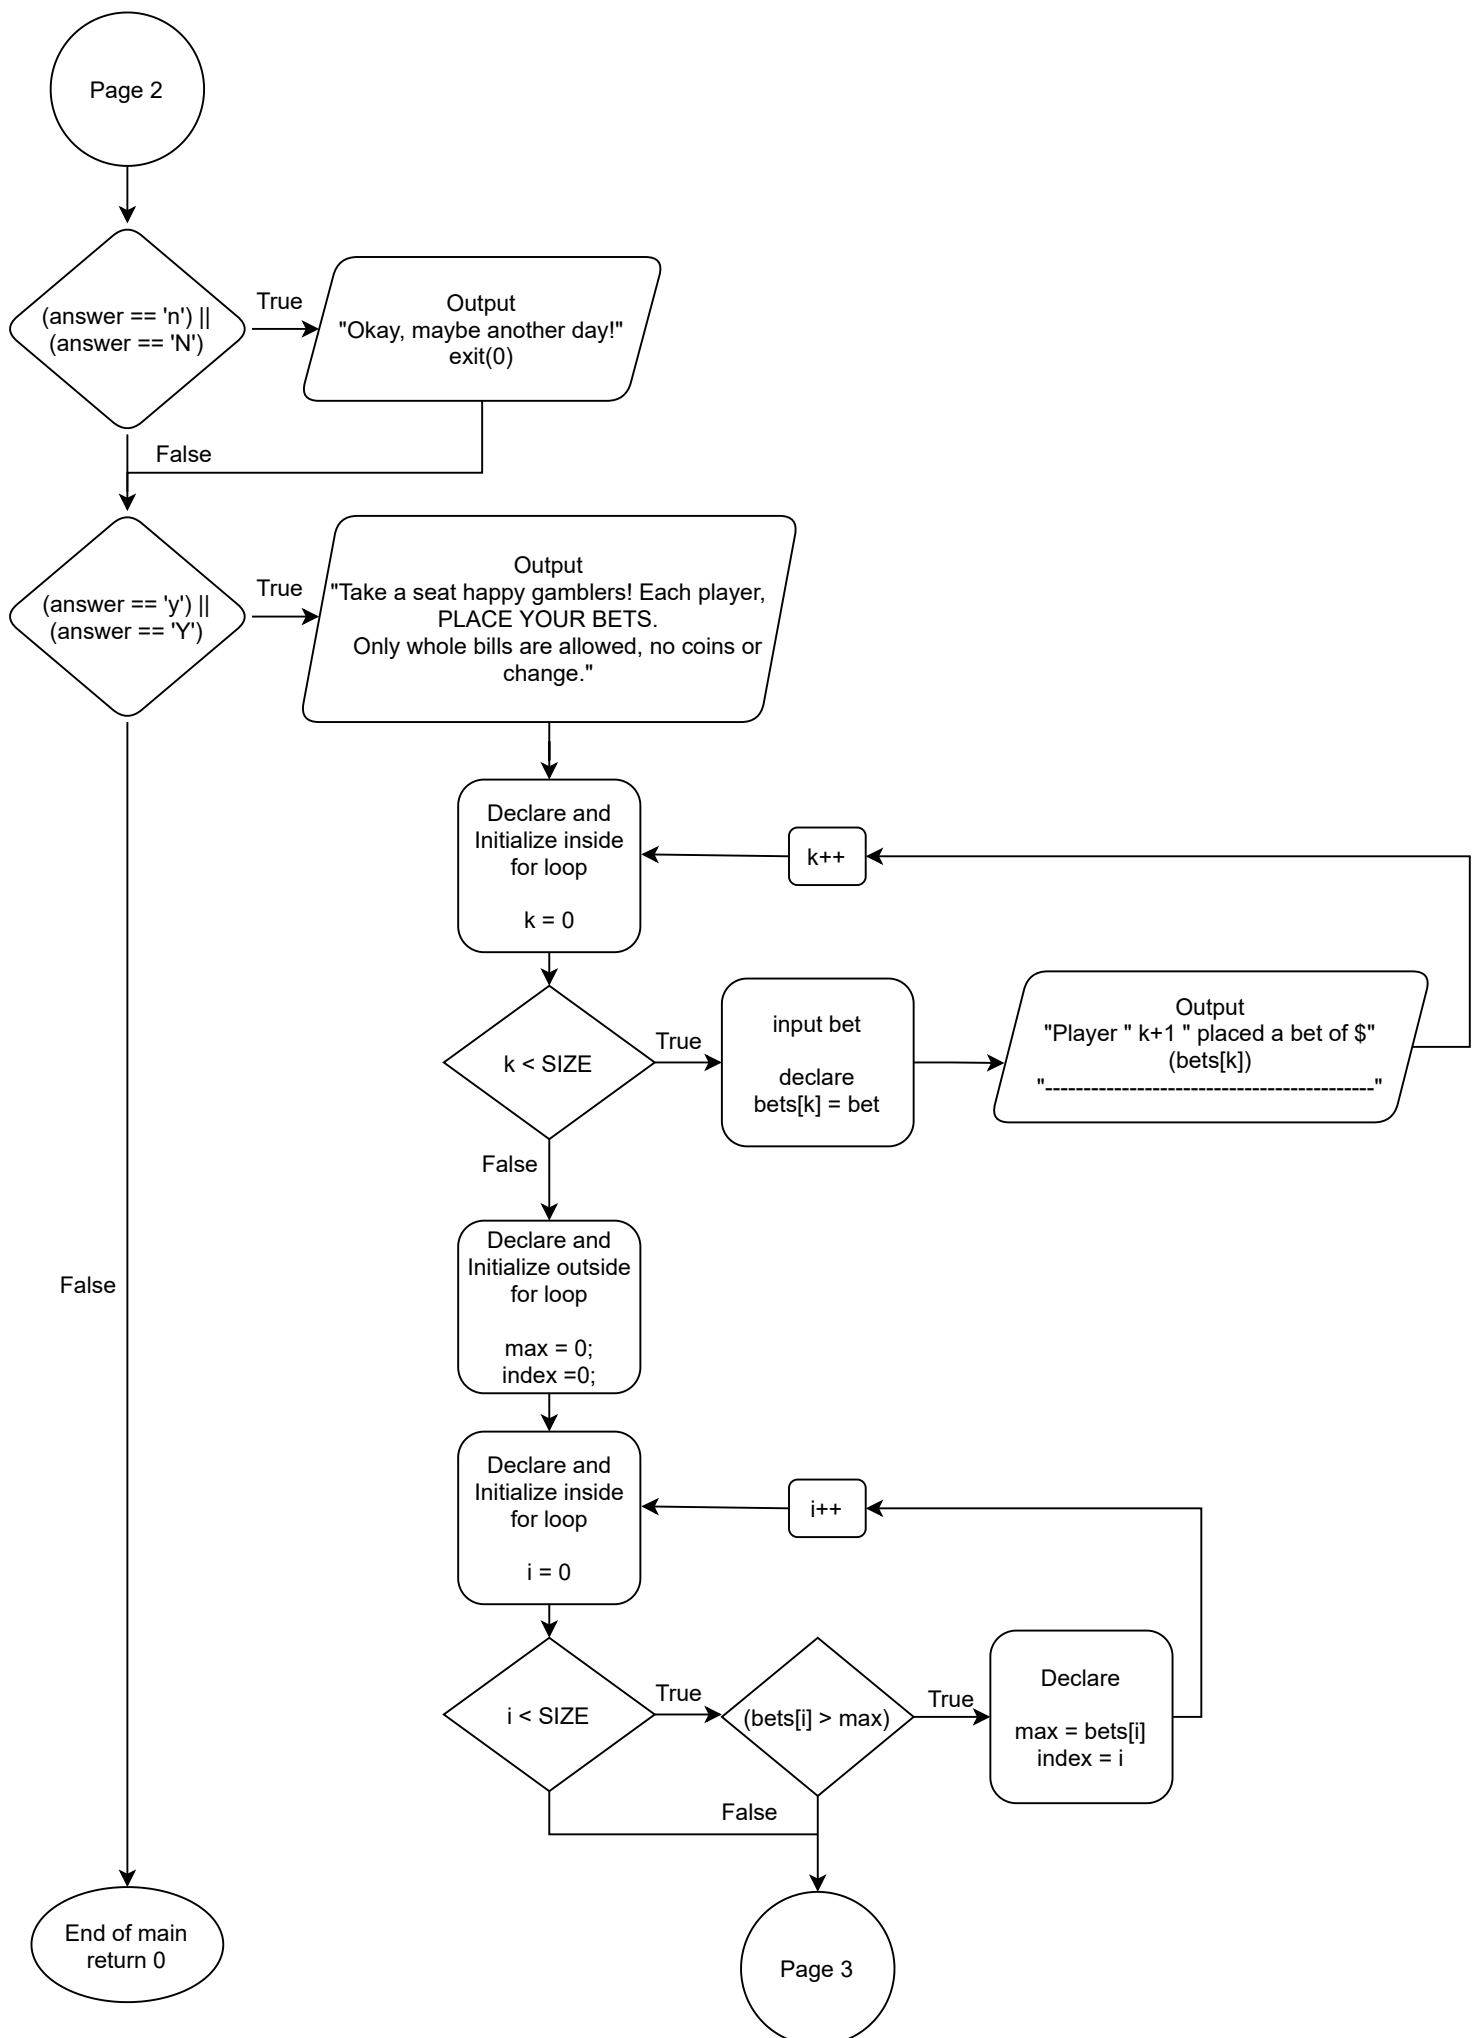 Page 2
(answer == 'n') ||
(answer == 'N')
True
Output
"Okay, maybe another day!"
exit(0)
False
(answer == 'y') ||
(answer == 'Y')
True
Output
"Take a seat happy gamblers! Each player,
PLACE YOUR BETS.
Only whole bills are allowed, no coins or
change."
Declare and
Initialize inside
for loop
k = 0
k++
k < SIZE
True
input bet
declare
bets[k] = bet
Output
"Player " k+1 " placed a bet of $"
(bets[k])
"-------------------------------------------"
False
Declare and
Initialize outside
for loop
max = 0;
index =0;
False
Declare and
Initialize inside
for loop
i = 0
i++
i < SIZE
True
(bets[i] > max)
True
Declare
max = bets[i]
index = i
False
End of main
return 0
Page 3